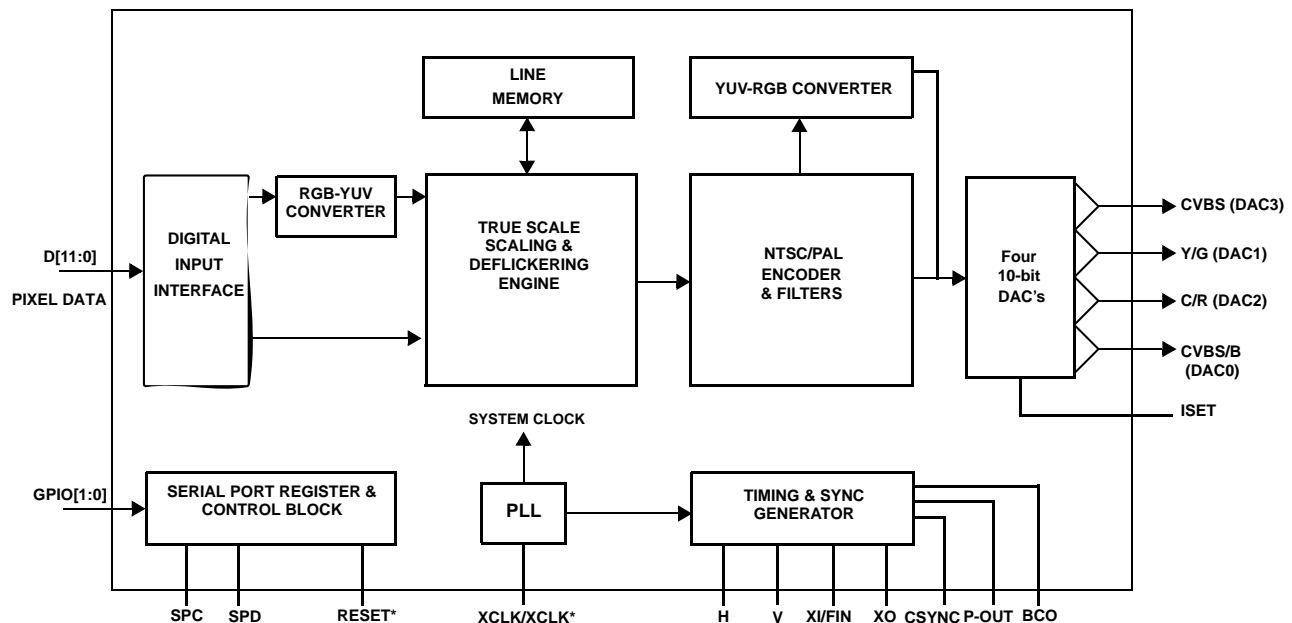 LINE
MEMORY
YUV-RGB CONVERTER
RGB-YUV
CONVERTER
TRUE SCALE
SCALING &
DEFLICKERING
ENGINE
DIGITAL
INPUT
INTERFACE
D[11:0]
PIXEL DATA
NTSC/PAL
ENCODER
& FILTERS
Four
10-bit
DAC's
CVBS (DAC3)
Y/G (DAC1)
C/R (DAC2)
CVBS/B
(DAC0)
ISET
SYSTEM CLOCK
GPIO[1:0]
SERIAL PORT REGISTER &
CONTROL BLOCK
PLL
TIMING & SYNC
GENERATOR
SPC SPD RESET* XCLK/XCLK* H V XI/FIN XO CSYNC P-OUT BCO